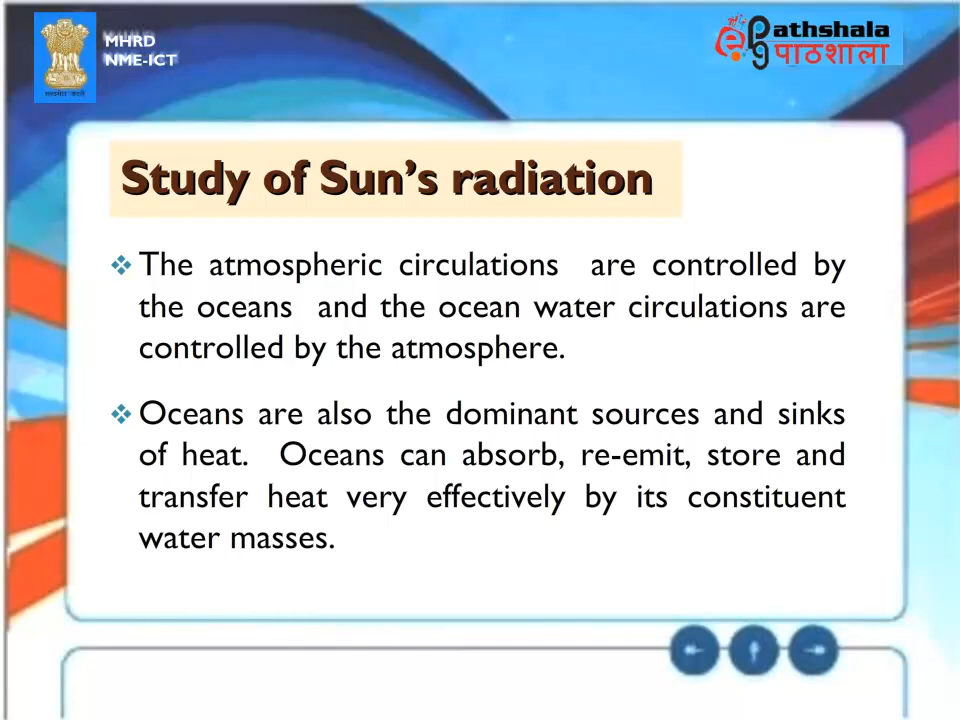 MHRD
NME-ICT
ePathshala
पाठशाला
Study of Sun's radiation
❖ The atmospheric circulations are controlled by
the oceans and the ocean water circulations are
controlled by the atmosphere.
❖ Oceans are also the dominant sources and sinks
of heat. Oceans can absorb, re-emit, store and
transfer heat very effectively by its constituent
water masses.